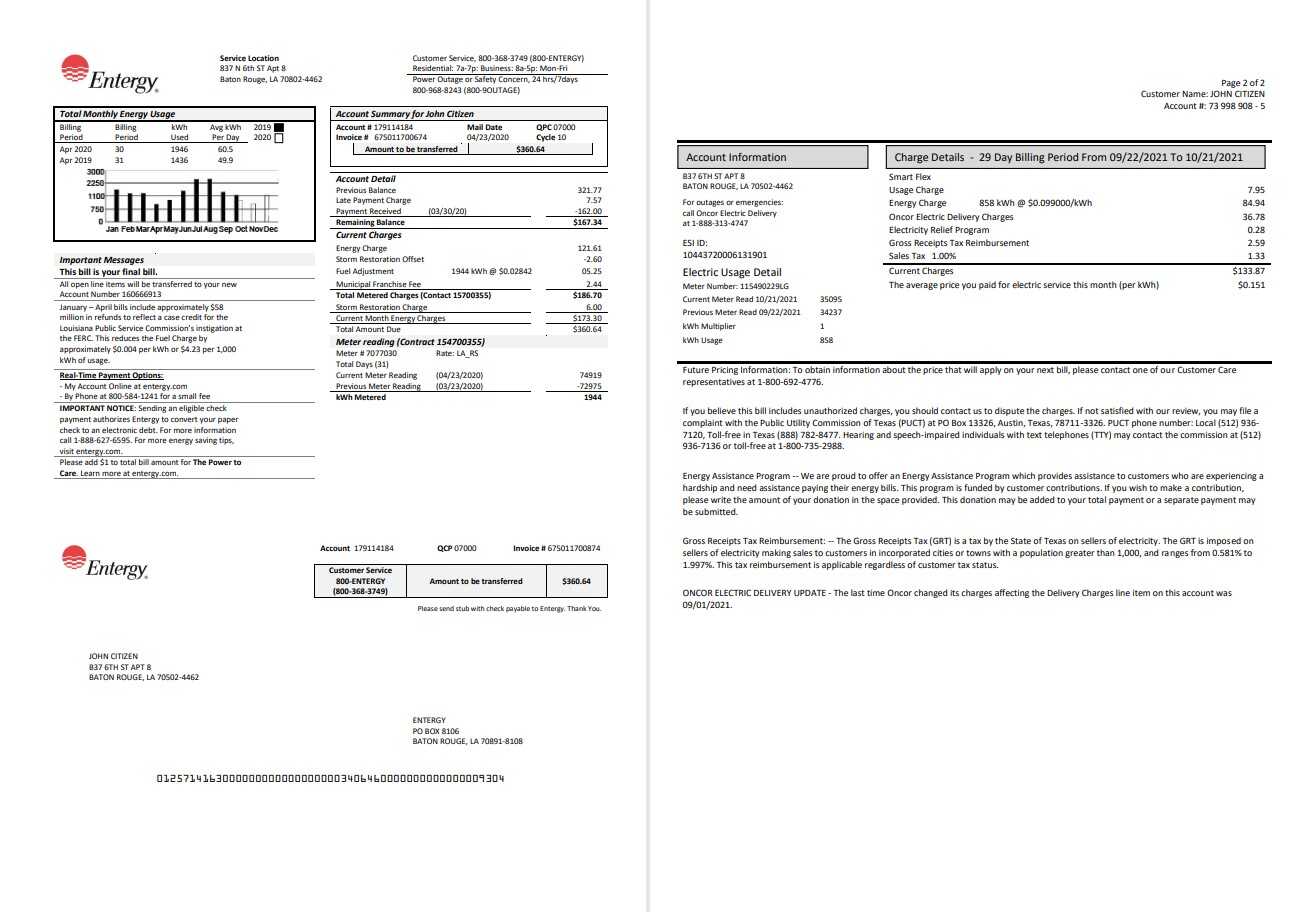 Entergy
Service Location
837 N 6th ST Apt 8
Baton Rouge, LA 70802-4462
Customer Service, 800-368-3749 (800-ENTERGY)
Residential: 7a-7p: Business: 8a-5p: Mon-Fri
Power Outage or Safety Concern, 24 hrs/7days
800-968-8243 (800-9OUTAGE)
Total Monthly Energy Usage
Billing Billing kWh Avg kWh 2019
Period Period Used Per Day 2020
Apr 2020 30 1946 60.5
Apr 2019 31 1436 49.9
3000
2250
1100
750
0
Jan Feb Mar Apr May Jun Jul Aug Sep Oct Nov Dec
Important Messages
This bill is your final bill.
All open line items will be transferred to your new
Account Number 160666913
January – April bills include approximately $58
million in refunds to reflect a case credit for the
Louisiana Public Service Commission's instigation at
the FERC. This reduces the Fuel Charge by
approximately $0.004 per kWh or $4.23 per 1,000
kWh of usage.
Real-Time Payment Options:
- My Account Online at entergy.com
- By Phone at 800-584-1241 for a small fee
IMPORTANT NOTICE: Sending an eligible check
payment authorizes Entergy to convert your paper
check to an electronic debt. For more information
call 1-888-627-6595. For more energy saving tips,
visit entergy.com.
Please add $1 to total bill amount for The Power to
Care. Learn more at entergy.com.
Account Summary for John Citizen
Account # 179114184 Mail Date QPC 07000
Invoice # 675011700674 04/23/2020 Cycle 10
Amount to be transferred $360.64
Account Detail
Previous Balance 321.77
Late Payment Charge 7.57
Payment Received (03/30/20) -162.00
Remaining Balance $167.34
Current Charges
Energy Charge 121.61
Storm Restoration Offset -2.60
Fuel Adjustment 1944 kWh @ $0.02842 05.25
Municipal Franchise Fee 2.44
Total Metered Charges (Contact 15700355) $186.70
Storm Restoration Charge 6.00
Current Month Energy Charges $173.30
Total Amount Due $360.64
Meter reading (Contract 154700355)
Meter # 7077030 Rate: LA_RS
Total Days (31)
Current Meter Reading (04/23/2020) 74919
Previous Meter Reading (03/23/2020) -72975
kWh Metered 1944
Entergy
Account 179114184 QCP 07000 Invoice # 675011700874
Customer Service
800-ENTERGY
(800-368-3749)
Amount to be transferred $360.64
Please send stub with check payable to Entergy. Thank You.
JOHN CITIZEN
B37 6TH ST APT 8
BATON ROUGE, LA 70502-4462
ENTERGY
PO BOX 8106
BATON ROUGE, LA 70891-8108
Page 2 of 2
Customer Name: JOHN CITIZEN
Account #: 73 998 908 - 5
Account Information
B37 6TH ST APT 8
BATON ROUGE, LA 70502-4462
For outages or emergencies:
call Oncor Electric Delivery
at 1-888-313-4747
ESI ID:
10443720006131901
Electric Usage Detail
Meter Number: 115490229LG
Current Meter Read 10/21/2021 35095
Previous Meter Read 09/22/2021 34237
kWh Multiplier 1
kWh Usage 858
Charge Details - 29 Day Billing Period From 09/22/2021 To 10/21/2021
Smart Flex
Usage Charge 7.95
Energy Charge 858 kWh @ $0.099000/kWh 84.94
Oncor Electric Delivery Charges 36.78
Electricity Relief Program 0.28
Gross Receipts Tax Reimbursement 2.59
Sales Tax 1.00% 1.33
Current Charges $133.87
The average price you paid for electric service this month (per kWh) $0.151
Future Pricing Information: To obtain information about the price that will apply on your next bill, please contact one of our Customer Care
representatives at 1-800-692-4776.
If you believe this bill includes unauthorized charges, you should contact us to dispute the charges. If not satisfied with our review, you may file a
complaint with the Public Utility Commission of Texas (PUCT) at PO Box 13326, Austin, Texas, 78711-3326. PUCT phone number: Local (512) 936-
7120, Toll-free in Texas (888) 782-8477. Hearing and speech-impaired individuals with text telephones (TTY) may contact the commission at (512)
936-7136 or toll-free at 1-800-735-2988.
Energy Assistance Program -- We are proud to offer an Energy Assistance Program which provides assistance to customers who are experiencing a
hardship and need assistance paying their energy bills. This program is funded by customer contributions. If you wish to make a contribution,
please write the amount of your donation in the space provided. This donation may be added to your total payment or a separate payment may
be submitted.
Gross Receipts Tax Reimbursement: -- The Gross Receipts Tax (GRT) is a tax by the State of Texas on sellers of electricity. The GRT is imposed on
sellers of electricity making sales to customers in incorporated cities or towns with a population greater than 1,000, and ranges from 0.581% to
1.997%. This tax reimbursement is applicable regardless of customer tax status.
ONCOR ELECTRIC DELIVERY UPDATE - The last time Oncor changed its charges affecting the Delivery Charges line item on this account was
09/01/2021.